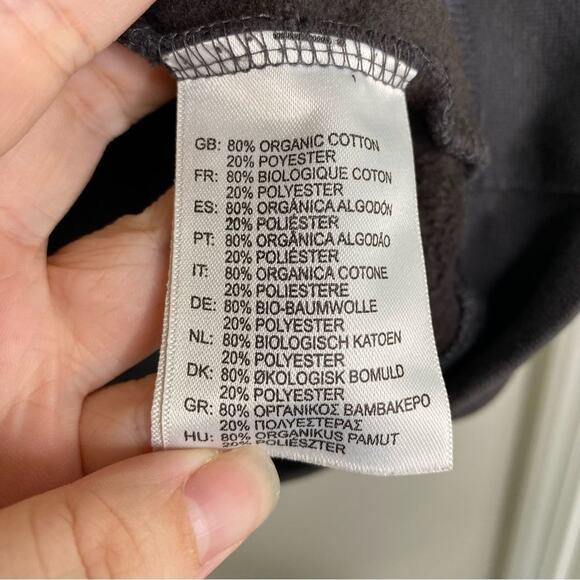 GB: 80% ORGANIC COTTON
20% POYESTER
FR: 80% BIOLOGIQUE COTON
20% POLYESTER
ES: 80% ORGÂNICA ALGODÓN
20% POLIÉSTER
PT: 80% ORGÂNICA ALGODÃO
20% POLIÉSTER
IT: 80% ORGANICA COTONE
20% POLIESTERE
DE: 80% BIO-BAUMWOLLE
20% POLYESTER
NL: 80% BIOLOGISCH KATOEN
20% POLYESTER
DK: 80% ØKOLOGISK BOMULD
20% POLYESTER
GR: 80% ΟΡΓΑΝΙΚΟΣ ΒΑΜΒΑΚΕΡΟ
20% ΠΟΛΥΕΣΤΕΡΑΣ
HU: 80% ORGANIKUS PAMUT
20% POLIÉSZTER